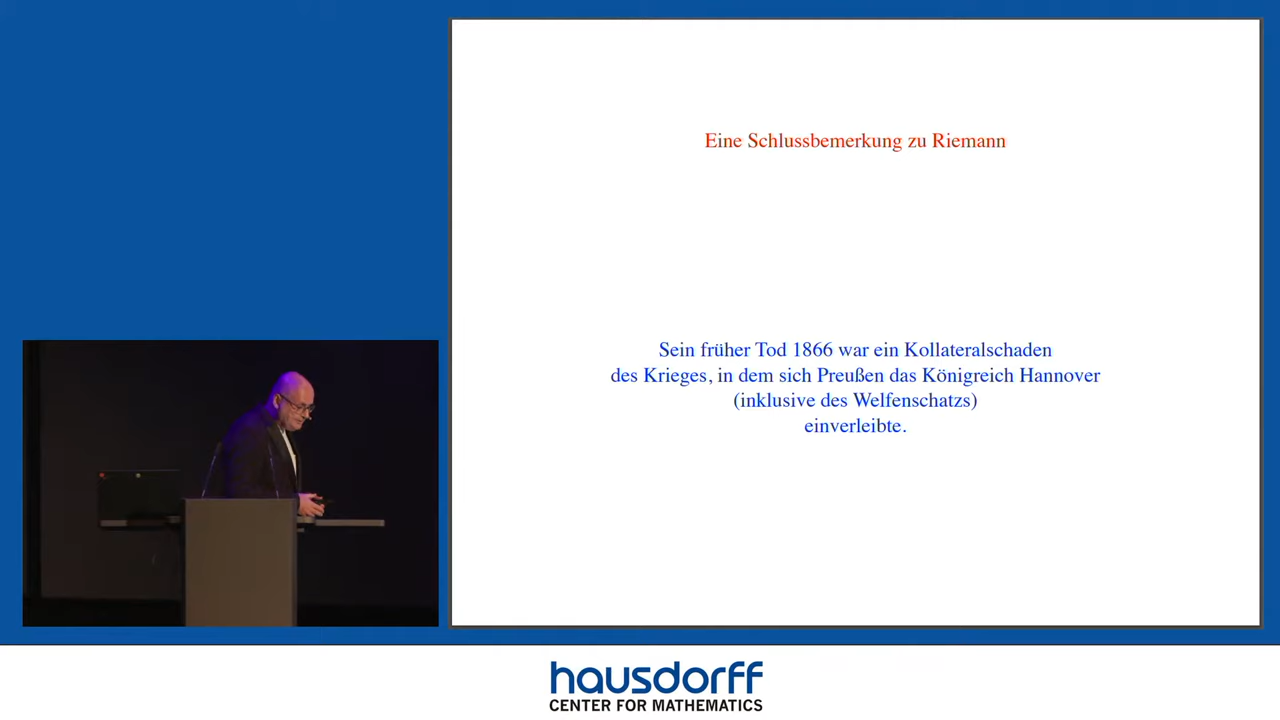 Eine Schlussbemerkung zu Riemann
Sein früher Tod 1866 war ein Kollateralschaden
des Krieges, in dem sich Preußen das Königreich Hannover
(inklusive des Welfenschatzs)
einverleibte.
hausdorff
CENTER FOR MATHEMATICS